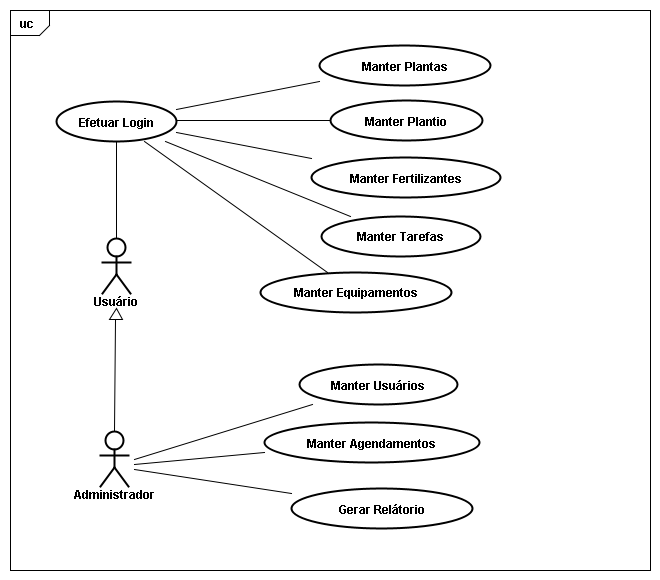 uc
Manter Plantas
Efetuar Login
Manter Plantio
Manter Fertilizantes
Manter Tarefas
Usuário
Manter Equipamentos
Manter Usuários
Manter Agendamentos
Administrador
Gerar Relátorio